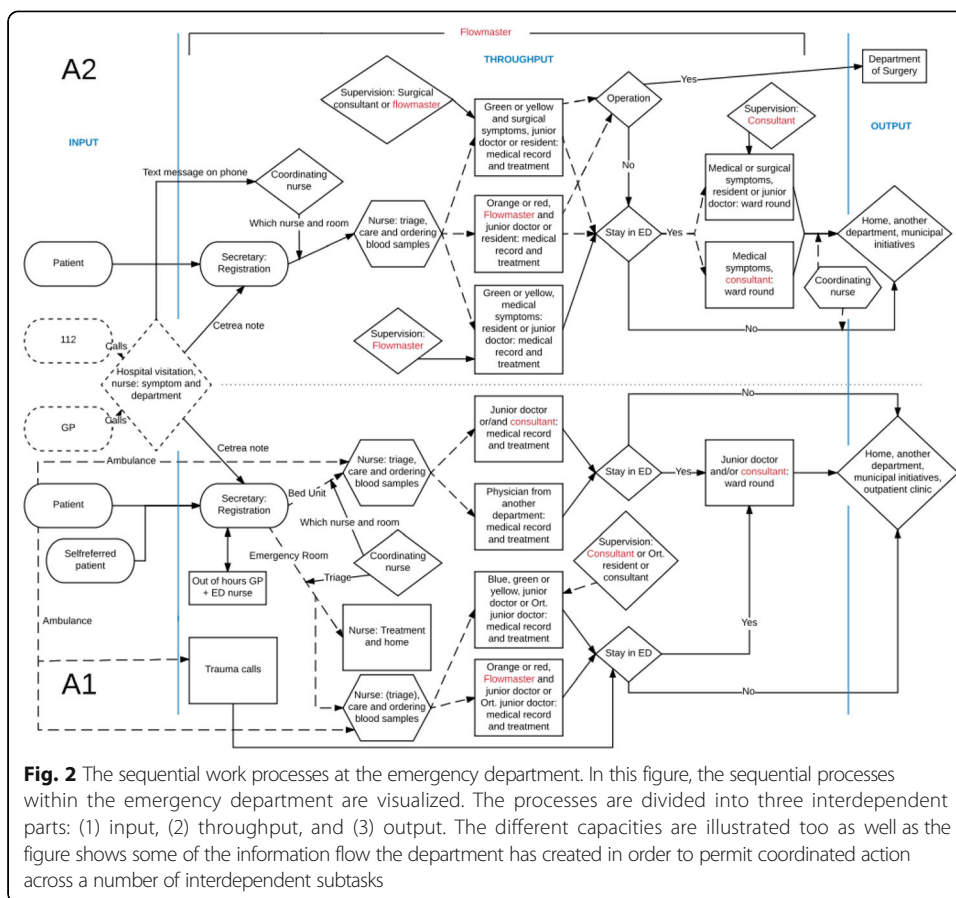 Flowmaster
A2
THROUGHPUT
INPUT
OUTPUT
Supervision: Surgical
consultant or flowmaster
Green or yellow
and surgical
symptoms, junior
doctor or resident:
medical record
and treatment
Operation
Yes
Department
of Surgery
Supervision:
Consultant
Text message on phone
Coordinating
nurse
No
Medical or surgical
symptoms,
resident or junior
doctor: ward round
Which nurse and room
Nurse: triage,
care and ordering
blood samples
Orange or red,
Flowmaster and
junior doctor or
resident: medical
record and
treatment
Stay in ED
Yes
Home, another
department, municipal
initiatives
Patient
Secretary:
Registration
Medical
symptoms,
consultant:
ward round
Coordinating
nurse
Green or yellow,
medical
symptoms:
resident or junior
doctor: medical
record and
treatment
Supervision:
Flowmaster
No
Cetrea note
112
Calls
Hospital visitation,
nurse: symptom and
department
GP
Calls
Cetrea note
Junior doctor
or/and consultant:
medical record
and treatment
No
Ambulance
Nurse: triage,
care and ordering
blood samples
Stay in ED
Yes
Junior doctor
and/or consultant:
ward round
Home, another
department,
municipal initiatives,
outpatient clinic
Patient
Secretary:
Registration
Bed Unit
Physician from
another
department:
medical record
and treatment
Which nurse and room
Selfreferred
patient
Emergency Room
Coordinating
nurse
Supervision:
Consultant or Ort.
resident or
consultant
Out of hours GP
+ ED nurse
Triage
Blue, green or
yellow, junior
doctor or Ort.
junior doctor:
medical record
and treatment
Ambulance
Nurse: Treatment
and home
Yes
Trauma calls
Stay in ED
A1
Nurse: (triage),
care and ordering
blood samples
Orange or red,
Flowmaster and
junior doctor or
Ort. junior doctor:
medical record
and treatment
No
Fig. 2 The sequential work processes at the emergency department. In this figure, the sequential processes
within the emergency department are visualized. The processes are divided into three interdependent
parts: (1) input, (2) throughput, and (3) output. The different capacities are illustrated too as well as the
figure shows some of the information flow the department has created in order to permit coordinated action
across a number of interdependent subtasks